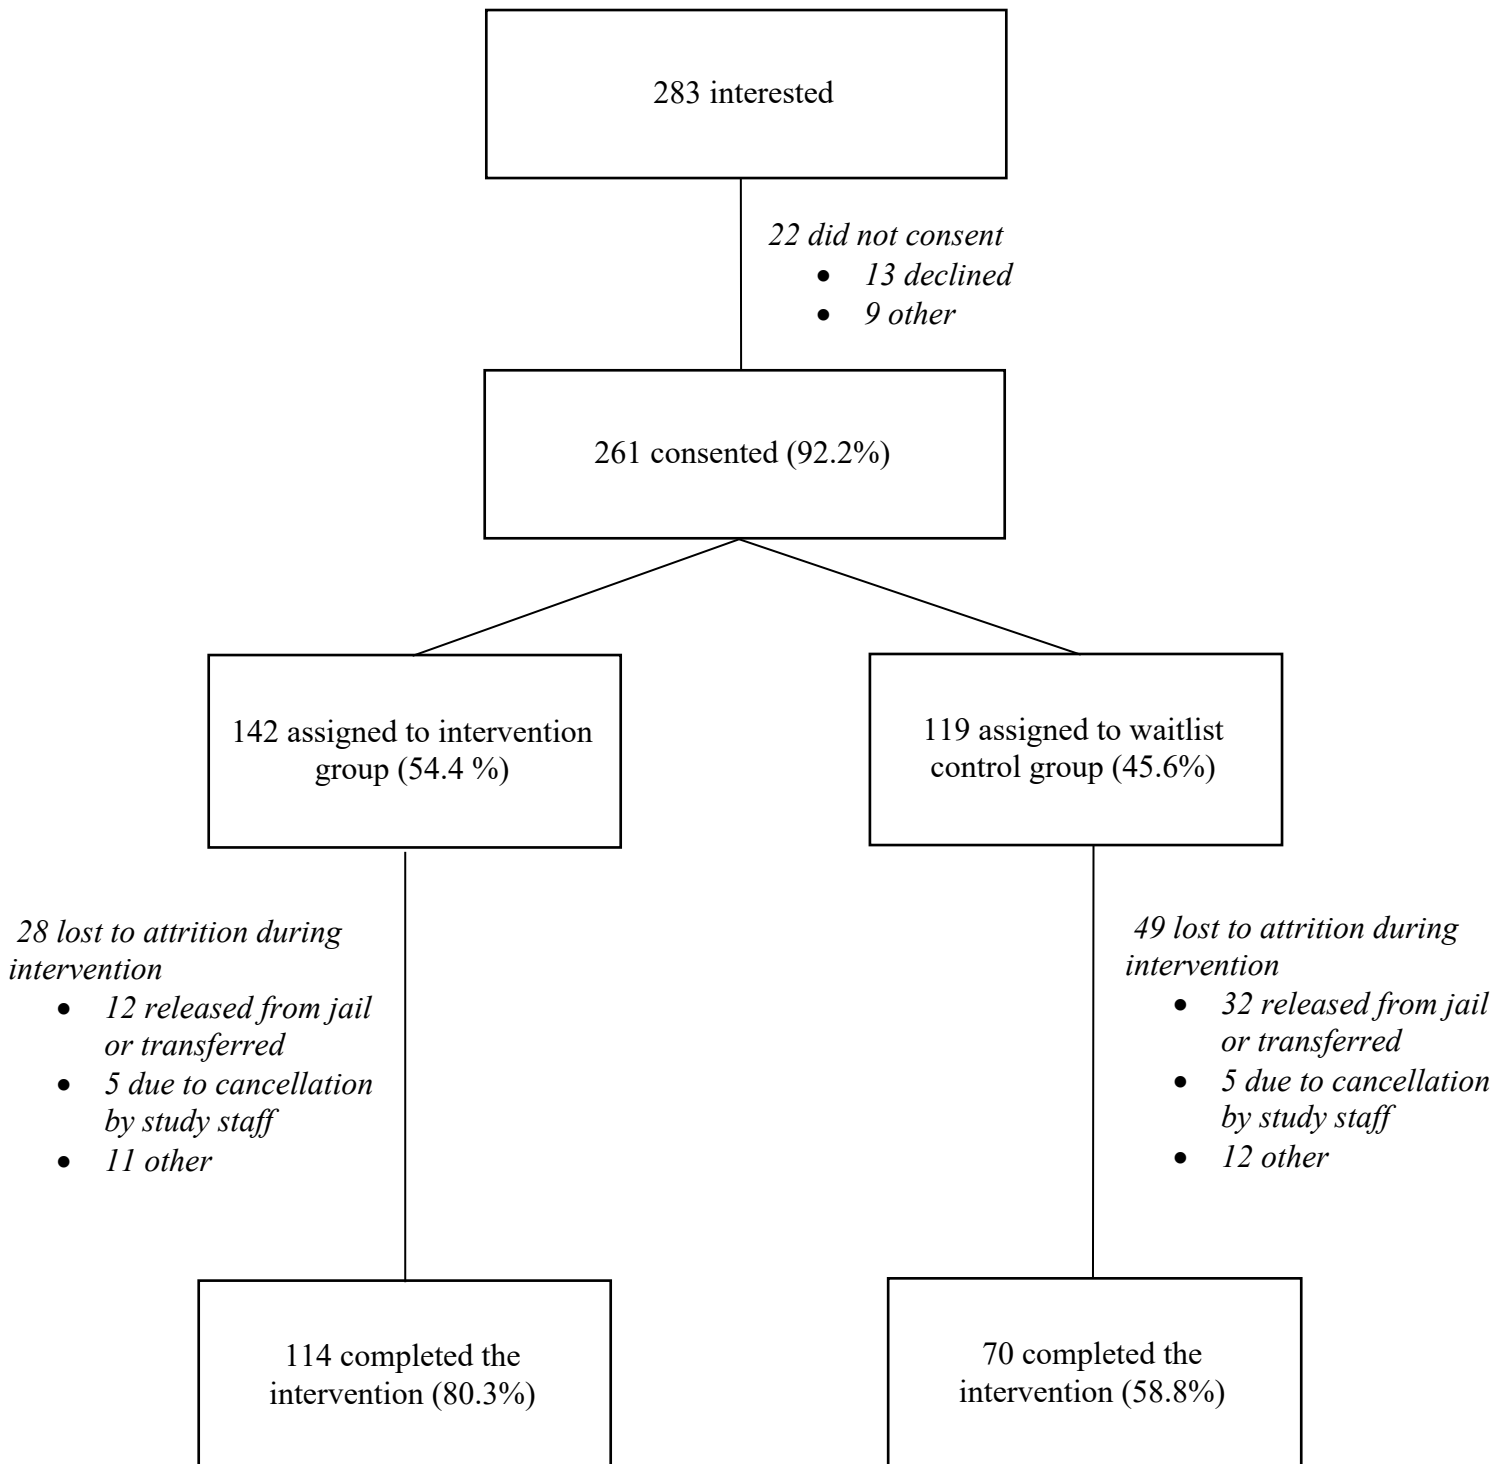 283 interested
22 did not consent
• 13 declined
• 9 other
261 consented (92.2%)
142 assigned to intervention
group (54.4 %)
119 assigned to waitlist
control group (45.6%)
28 lost to attrition during
intervention
• 12 released from jail
or transferred
• 5 due to cancellation
by study staff
• 11 other
49 lost to attrition during
intervention
• 32 released from jail
or transferred
• 5 due to cancellation
by study staff
• 12 other
114 completed the
intervention (80.3%)
70 completed the
intervention (58.8%)